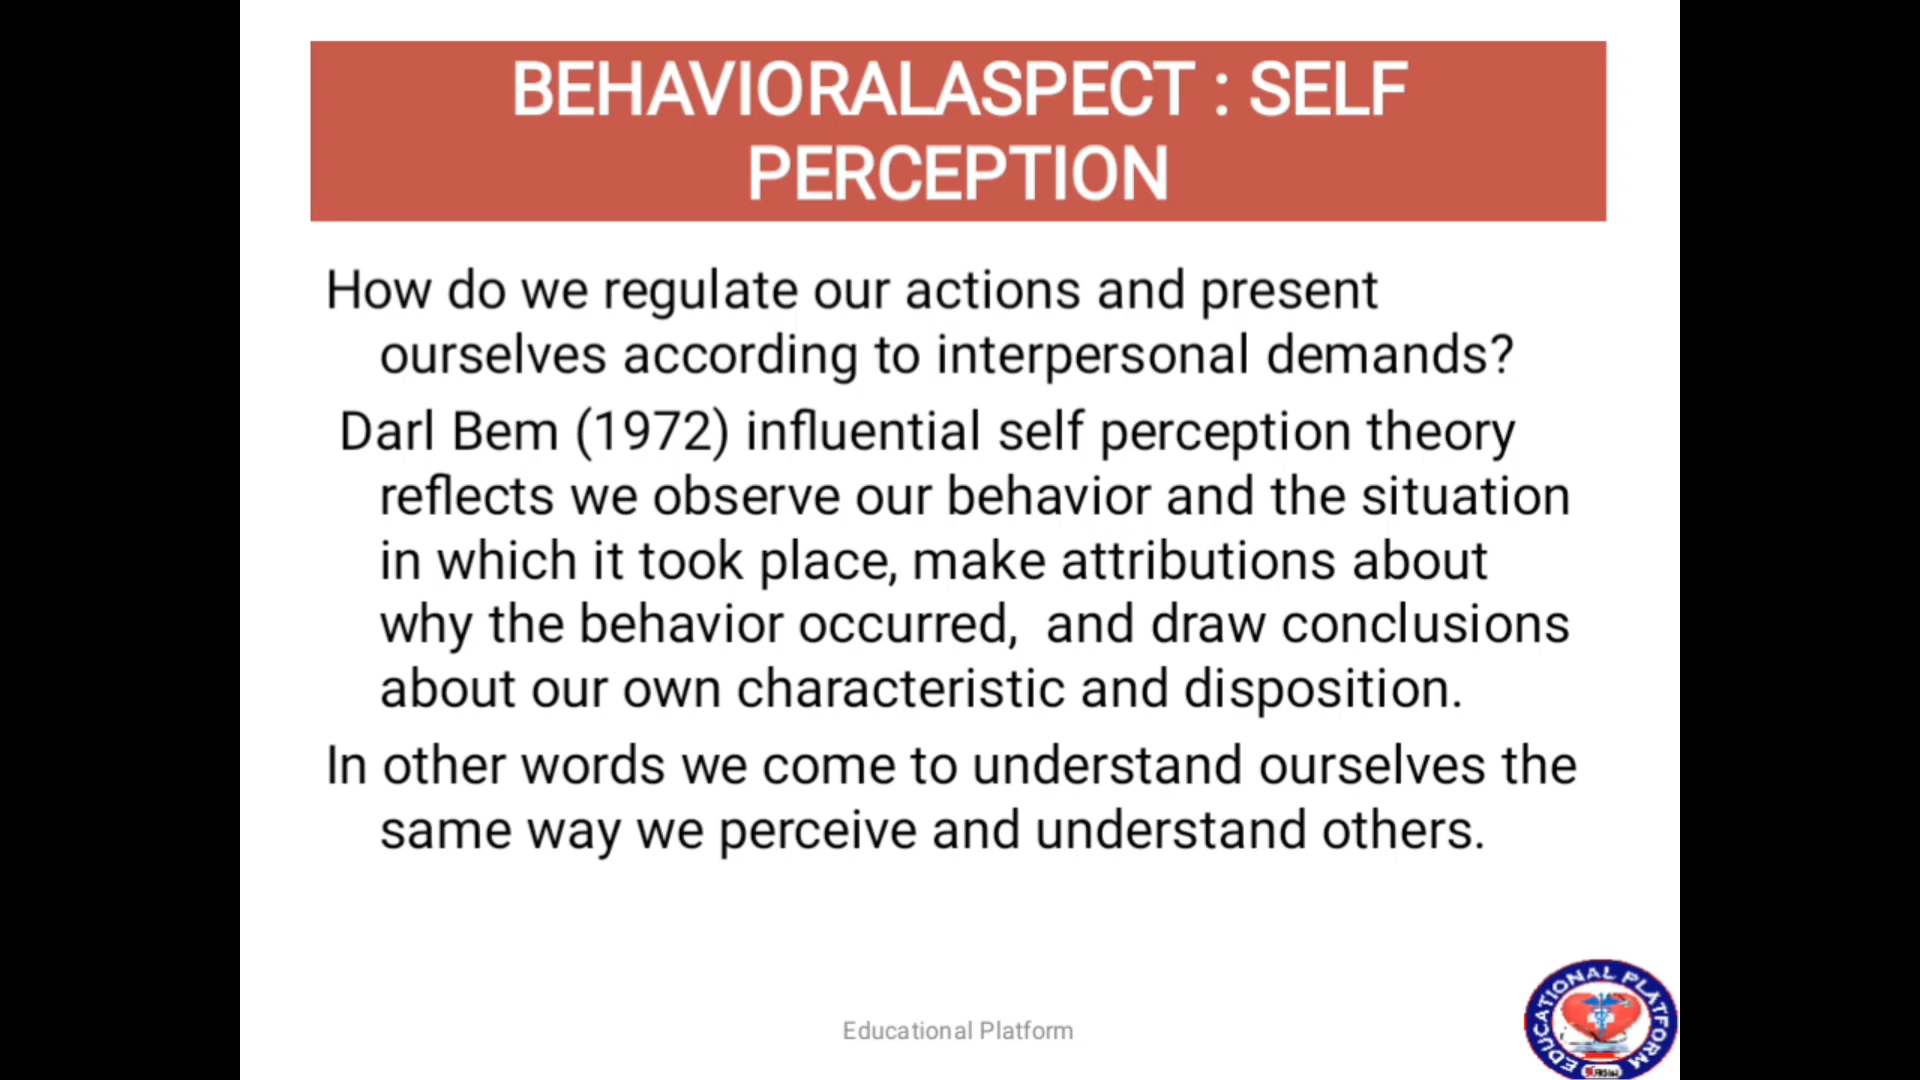 BEHAVIORALASPECT : SELF
PERCEPTION
How do we regulate our actions and present
ourselves according to interpersonal demands?
Darl Bem (1972) influential self perception theory
reflects we observe our behavior and the situation
in which it took place, make attributions about
why the behavior occurred,  and draw conclusions
about our own characteristic and disposition.
In other words we come to understand ourselves the
same way we perceive and understand others.
Educational Platform
EDUCATIONAL PLATFORM